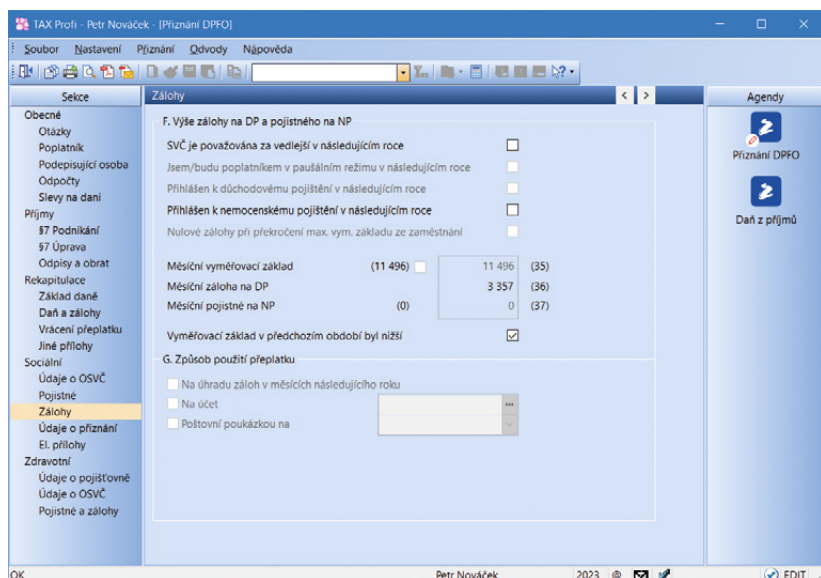 TAX Profi - Petr Nováček - [Přiznání DPFO]
Soubor Nastavení Přiznání Odvody Nápověda
Sekce
Obecné
Otázky
Poplatník
Podepisující osoba
Odpočty
Slevy na dani
Příjmy
§7 Podnikání
§7 Úprava
Odpisy a obrat
Rekapitulace
Základ daně
Daň a zálohy
Vrácení přeplatku
Jiné přílohy
Sociální
Údaje o OSVČ
Pojistné
Zálohy
Údaje o přiznání
El. přílohy
Zdravotní
Údaje o pojišťovně
Údaje o OSVČ
Pojistné a zálohy
Zálohy
F. Výše zálohy na DP a pojistného na NP
SVČ je považována za vedlejší v následujícím roce
Jsem/budu poplatníkem v paušálním režimu v následujícím roce
Přihlášen k důchodovému pojištění v následujícím roce
Přihlášen k nemocenskému pojištění v následujícím roce
Nulové zálohy při překročení max. vym. základu ze zaměstnání
Měsíční vyměřovací základ (11 496) 11 496 (35)
Měsíční záloha na DP 3 357 (36)
Měsíční pojistné na NP (0) 0 (37)
Vyměřovací základ v předchozím období byl nižší
G. Způsob použití přeplatku
Na úhradu záloh v měsících následujícího roku
Na účet
Poštovní poukázkou na
Agendy
Přiznání DPFO
Daň z příjmů
OK Petr Nováček 2023 @ EDIT